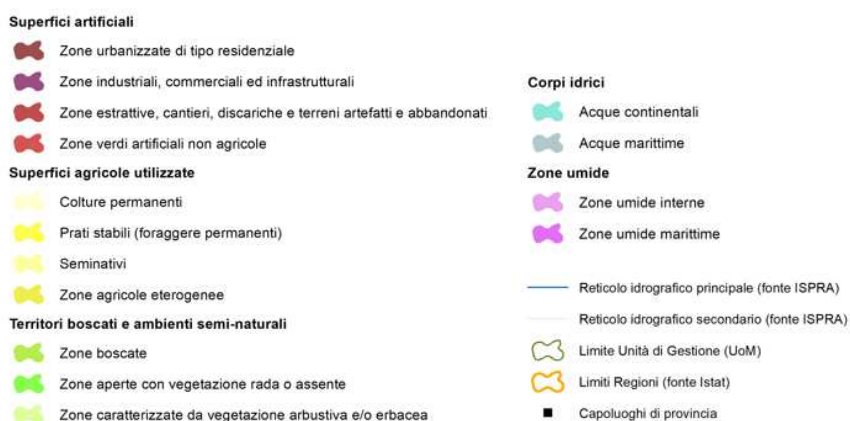 Superfici artificiali
Zone urbanizzate di tipo residenziale
Zone industriali, commerciali ed infrastrutturali
Zone estrattive, cantieri, discariche e terreni artefatti e abbandonati
Zone verdi artificiali non agricole
Superfici agricole utilizzate
Colture permanenti
Prati stabili (foraggere permanenti)
Seminativi
Zone agricole eterogenee
Territori boscati e ambienti semi-naturali
Zone boscate
Zone aperte con vegetazione rada o assente
Zone caratterizzate da vegetazione arbustiva e/o erbacea
Corpi idrici
Acque continentali
Acque marittime
Zone umide
Zone umide interne
Zone umide marittime
Reticolo idrografico principale (fonte ISPRA)
Reticolo idrografico secondario (fonte ISPRA)
Limite Unità di Gestione (UoM)
Limiti Regioni (fonte Istat)
Capoluoghi di provincia